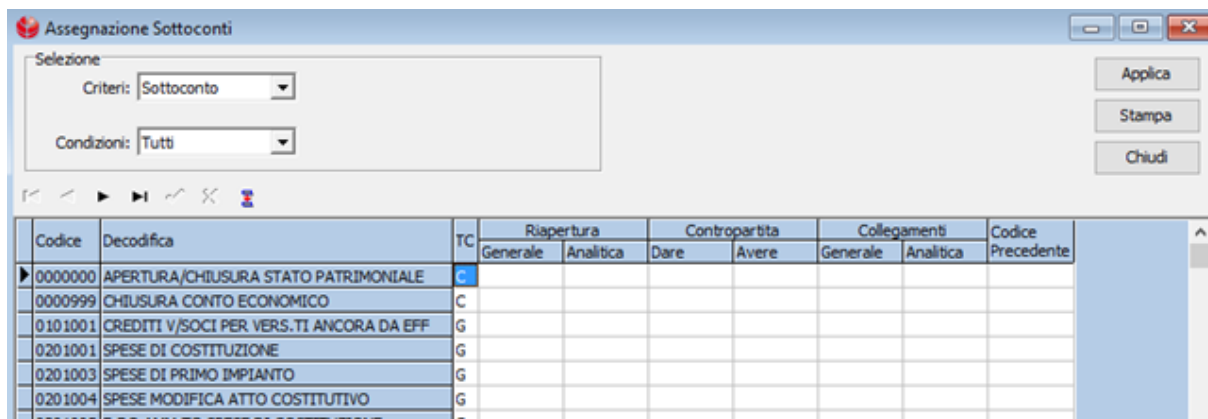 Assegnazione Sottoconti
Selezione
Criteri: Sottoconto
Condizioni: Tutti
Applica
Stampa
Chiudi
Codice Decodifica TC Riapertura Contropartita Collegamenti Codice Precedente
Generale Analitica Dare Avere Generale Analitica
0000000 APERTURA/CHIUSURA STATO PATRIMONIALE C
0000999 CHIUSURA CONTO ECONOMICO C
0101001 CREDITI V/SOCI PER VERS.TI ANCORA DA EFF G
0201001 SPESE DI COSTITUZIONE G
0201003 SPESE DI PRIMO IMPIANTO G
0201004 SPESE MODIFICA ATTO COSTITUTIVO G